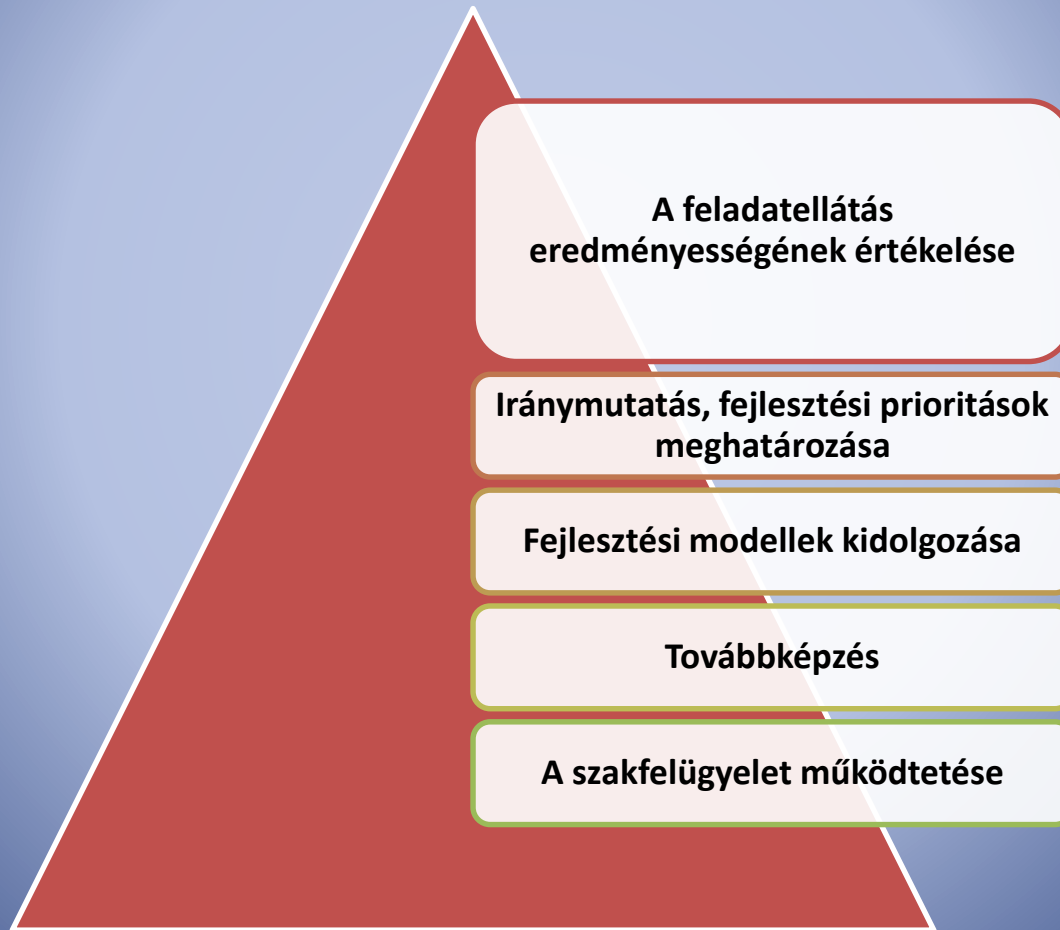 A feladatellátás
eredményességének értékelése
Iránymutatás, fejlesztési prioritások
meghatározása
Fejlesztési modellek kidolgozása
Továbbképzés
A szakfelügyelet működtetése